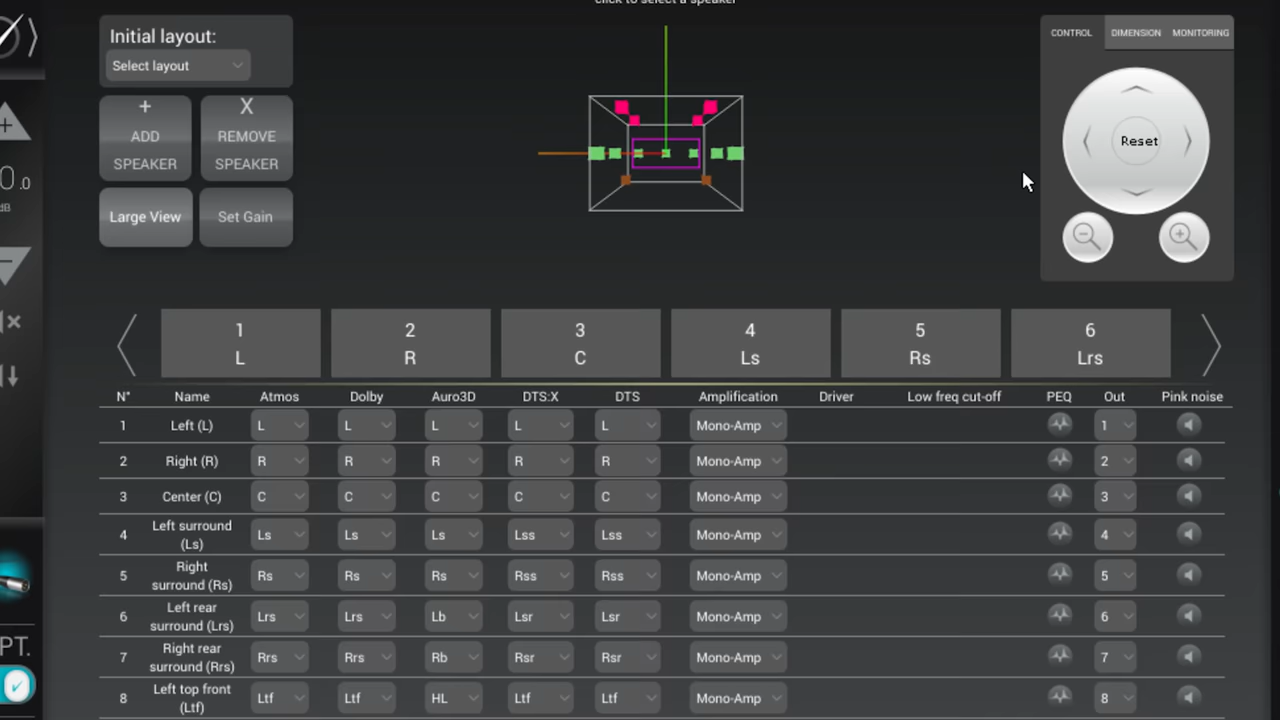 click to select a speaker
Initial layout:
Select layout
+ ADD SPEAKER
X REMOVE SPEAKER
Large View
Set Gain
CONTROL DIMENSION MONITORING
Reset
0.0
dB
1 L
2 R
3 C
4 Ls
5 Rs
6 Lrs
N° Name Atmos Dolby Auro3D DTS:X DTS Amplification Driver Low freq cut-off PEQ Out Pink noise
1 Left (L) L L L L L Mono-Amp 1
2 Right (R) R R R R R Mono-Amp 2
3 Center (C) C C C C C Mono-Amp 3
4 Left surround (Ls) Ls Ls Ls Lss Lss Mono-Amp 4
5 Right surround (Rs) Rs Rs Rs Rss Rss Mono-Amp 5
6 Left rear surround (Lrs) Lrs Lrs Lb Lsr Lsr Mono-Amp 6
7 Right rear surround (Rrs) Rrs Rrs Rb Rsr Rsr Mono-Amp 7
8 Left top front (Ltf) Ltf Ltf HL Ltf Ltf Mono-Amp 8
PT.